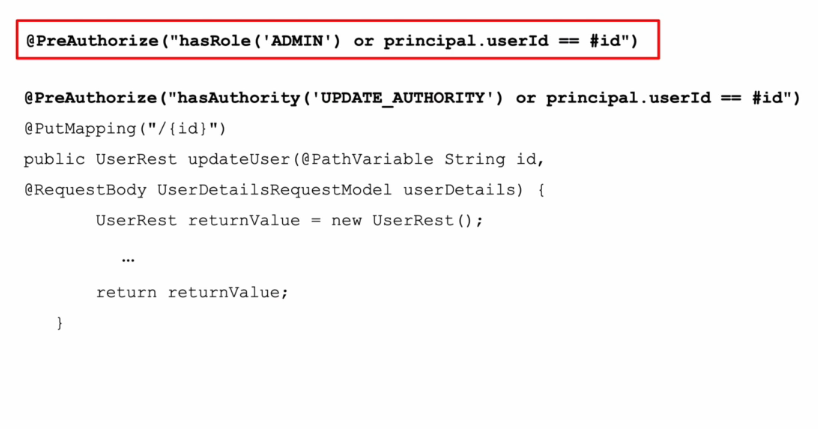 @PreAuthorize("hasRole('ADMIN') or principal.userId == #id")
@PreAuthorize("hasAuthority('UPDATE_AUTHORITY') or principal.userId == #id")
@PutMapping("/{id}")
public UserRest updateUser(@PathVariable String id,
@RequestBody UserDetailsRequestModel userDetails) {
UserRest returnValue = new UserRest();
...
return returnValue;
}